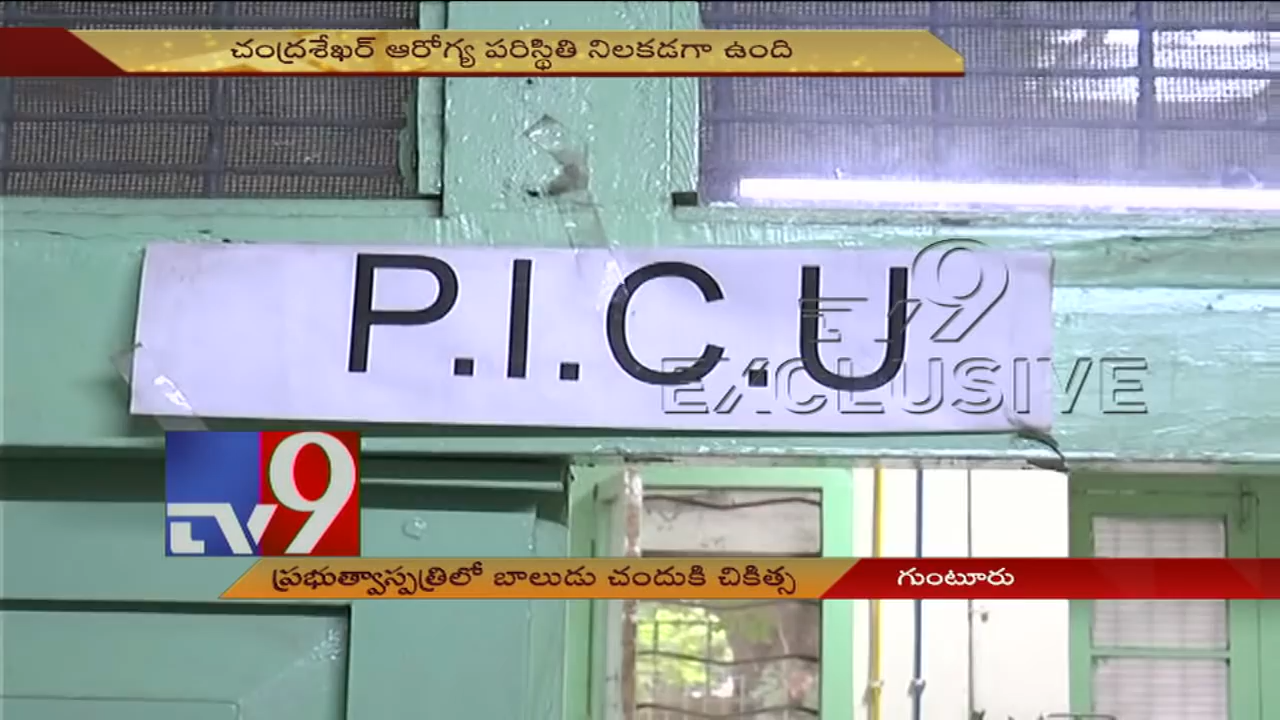 చంద్రశేఖర్ ఆరోగ్య పరిస్థితి నిలకడగా ఉంది
P.I.C.U
TV9
EXCLUSIVE
TV9
ప్రభుత్వాస్పత్రిలో బాలుడు చందుకి చికిత్స
గుంటూరు